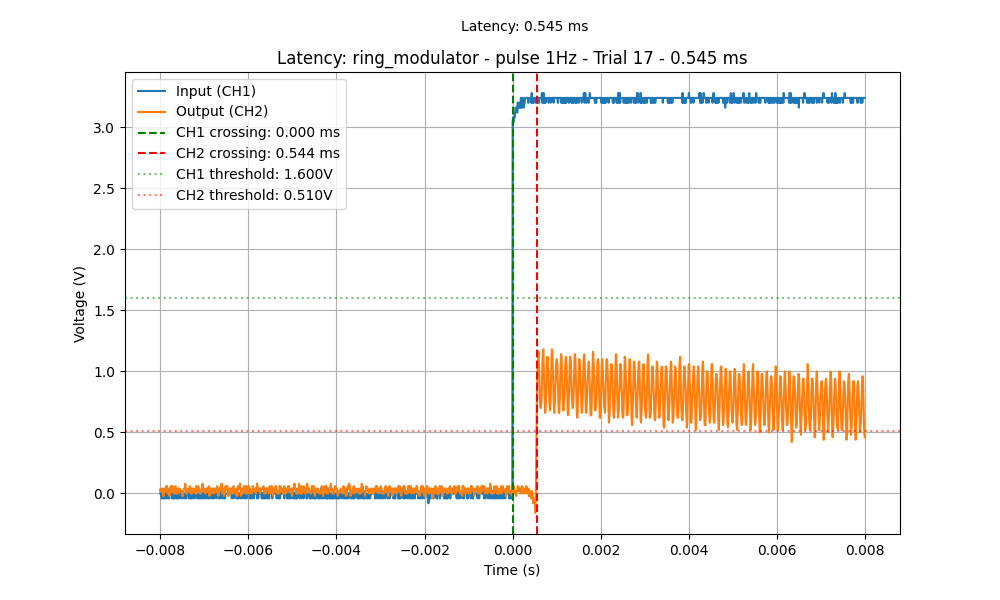 Latency: 0.545 ms
Latency: ring_modulator - pulse 1Hz - Trial 17 - 0.545 ms
Input (CH1)
Output (CH2)
CH1 crossing: 0.000 ms
CH2 crossing: 0.544 ms
CH1 threshold: 1.600V
CH2 threshold: 0.510V
3.0
2.5
2.0
1.5
1.0
0.5
0.0
Voltage (V)
−0.008 −0.006 −0.004 −0.002 0.000 0.002 0.004 0.006 0.008
Time (s)